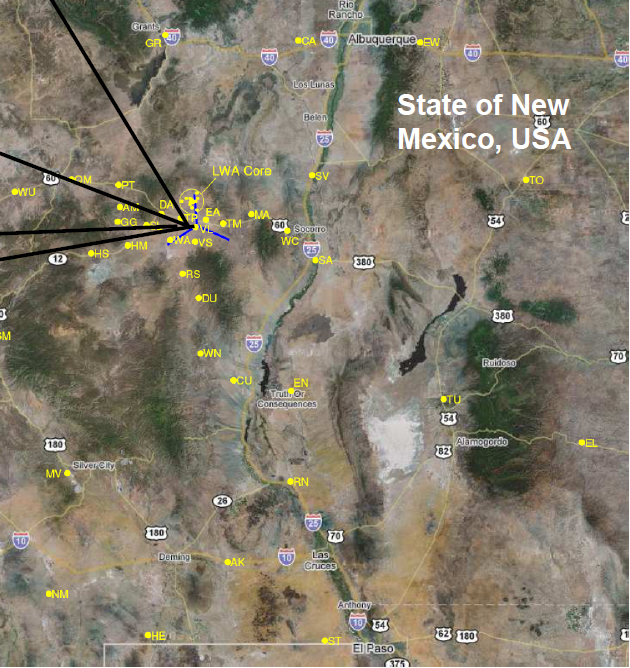 Rio
Rancho
Grants
GR
40
CA
40
Albuquerque
EW
40
40
40
Los Lunas
State of New
Mexico, USA
60
Belen
25
LWA Core
SV
TO
60
OM
PT
WU
DA
AM
GG
EA
TM
MA
60
Socorro
WC
54
VL
WA
VS
HM
HS
12
25
SA
380
RS
DU
380
25
WN
70
Ruidoso
CU
EN
Truth Or
Consequences
TU
54
82
Alamogordo
EL
180
Silver City
MV
RN
26
25
70
180
10
Deming
AK
10
Las
Cruces
NM
Anthony
10
54
HE
ST
El Paso
62
180
375